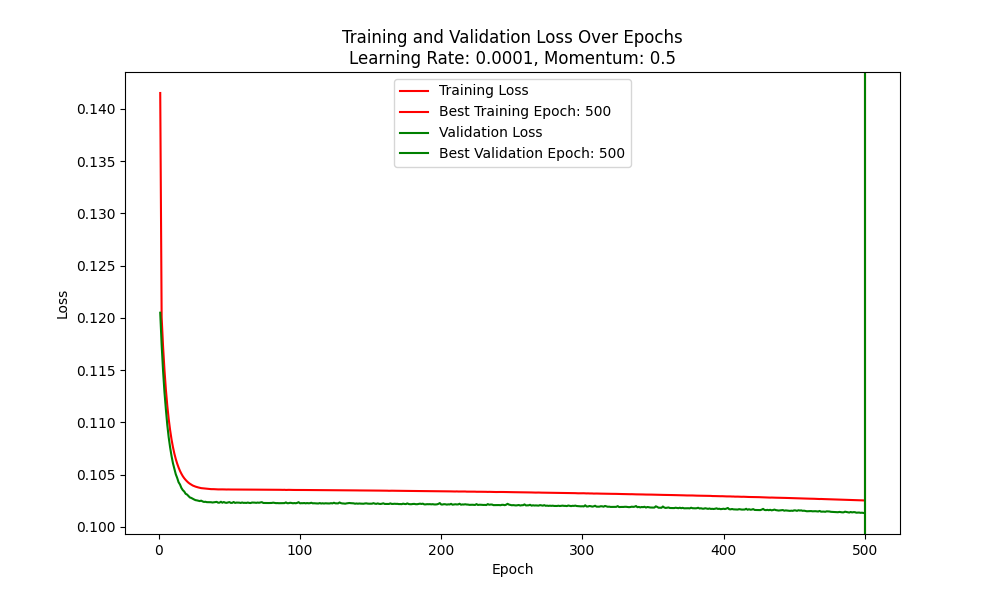 Training and Validation Loss Over Epochs
Learning Rate: 0.0001, Momentum: 0.5
Training Loss
Best Training Epoch: 500
Validation Loss
Best Validation Epoch: 500
Loss
0.140
0.135
0.130
0.125
0.120
0.115
0.110
0.105
0.100
0 100 200 300 400 500
Epoch